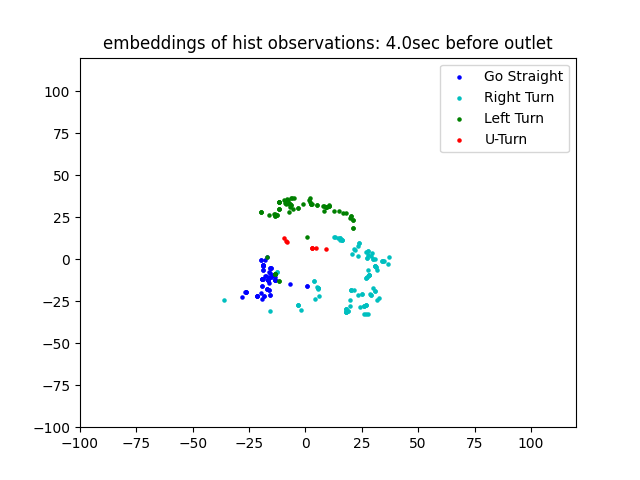 embeddings of hist observations: 4.0sec before outlet
Go Straight
Right Turn
Left Turn
U-Turn
100
75
50
25
0
−25
−50
−75
−100
−100 −75 −50 −25 0 25 50 75 100